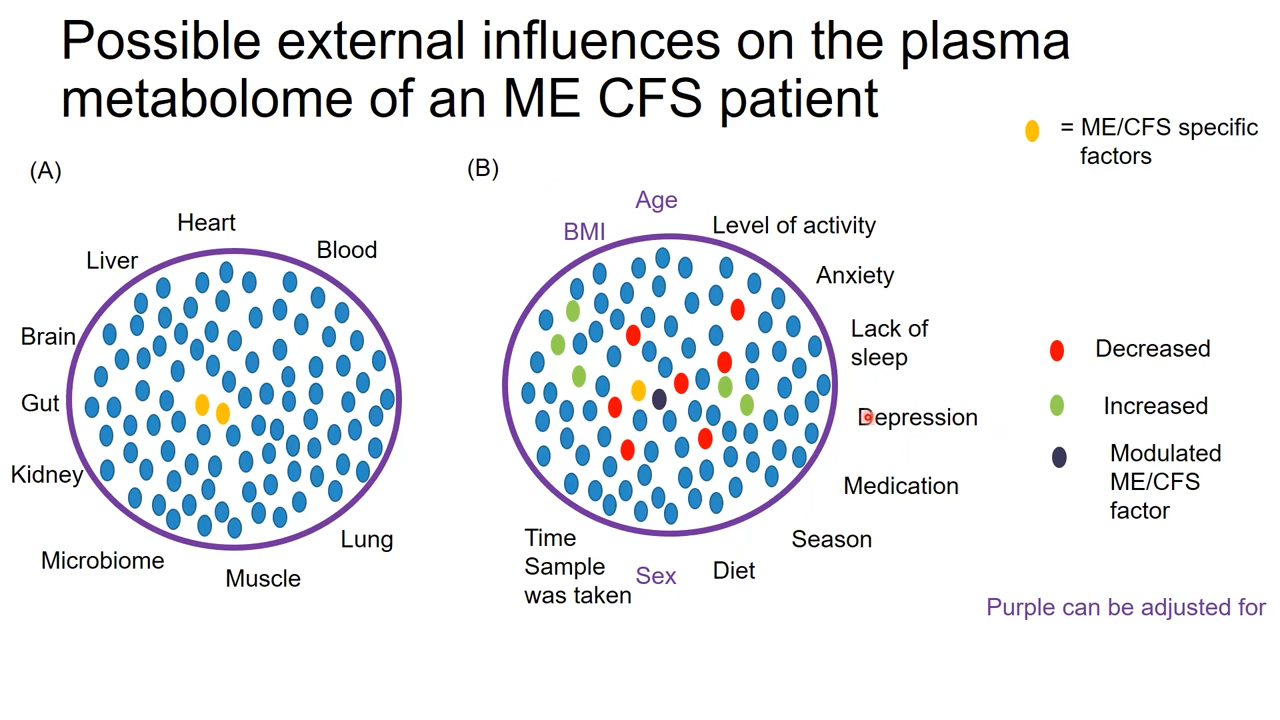 Possible external influences on the plasma
metabolome of an ME CFS patient
= ME/CFS specific
factors
(A)
Heart
Blood
Liver
Brain
Gut
Kidney
Microbiome
Muscle
Lung
(B)
Age
BMI
Level of activity
Anxiety
Lack of
sleep
Depression
Medication
Season
Diet
Sex
Time
Sample
was taken
Decreased
Increased
Modulated
ME/CFS
factor
Purple can be adjusted for